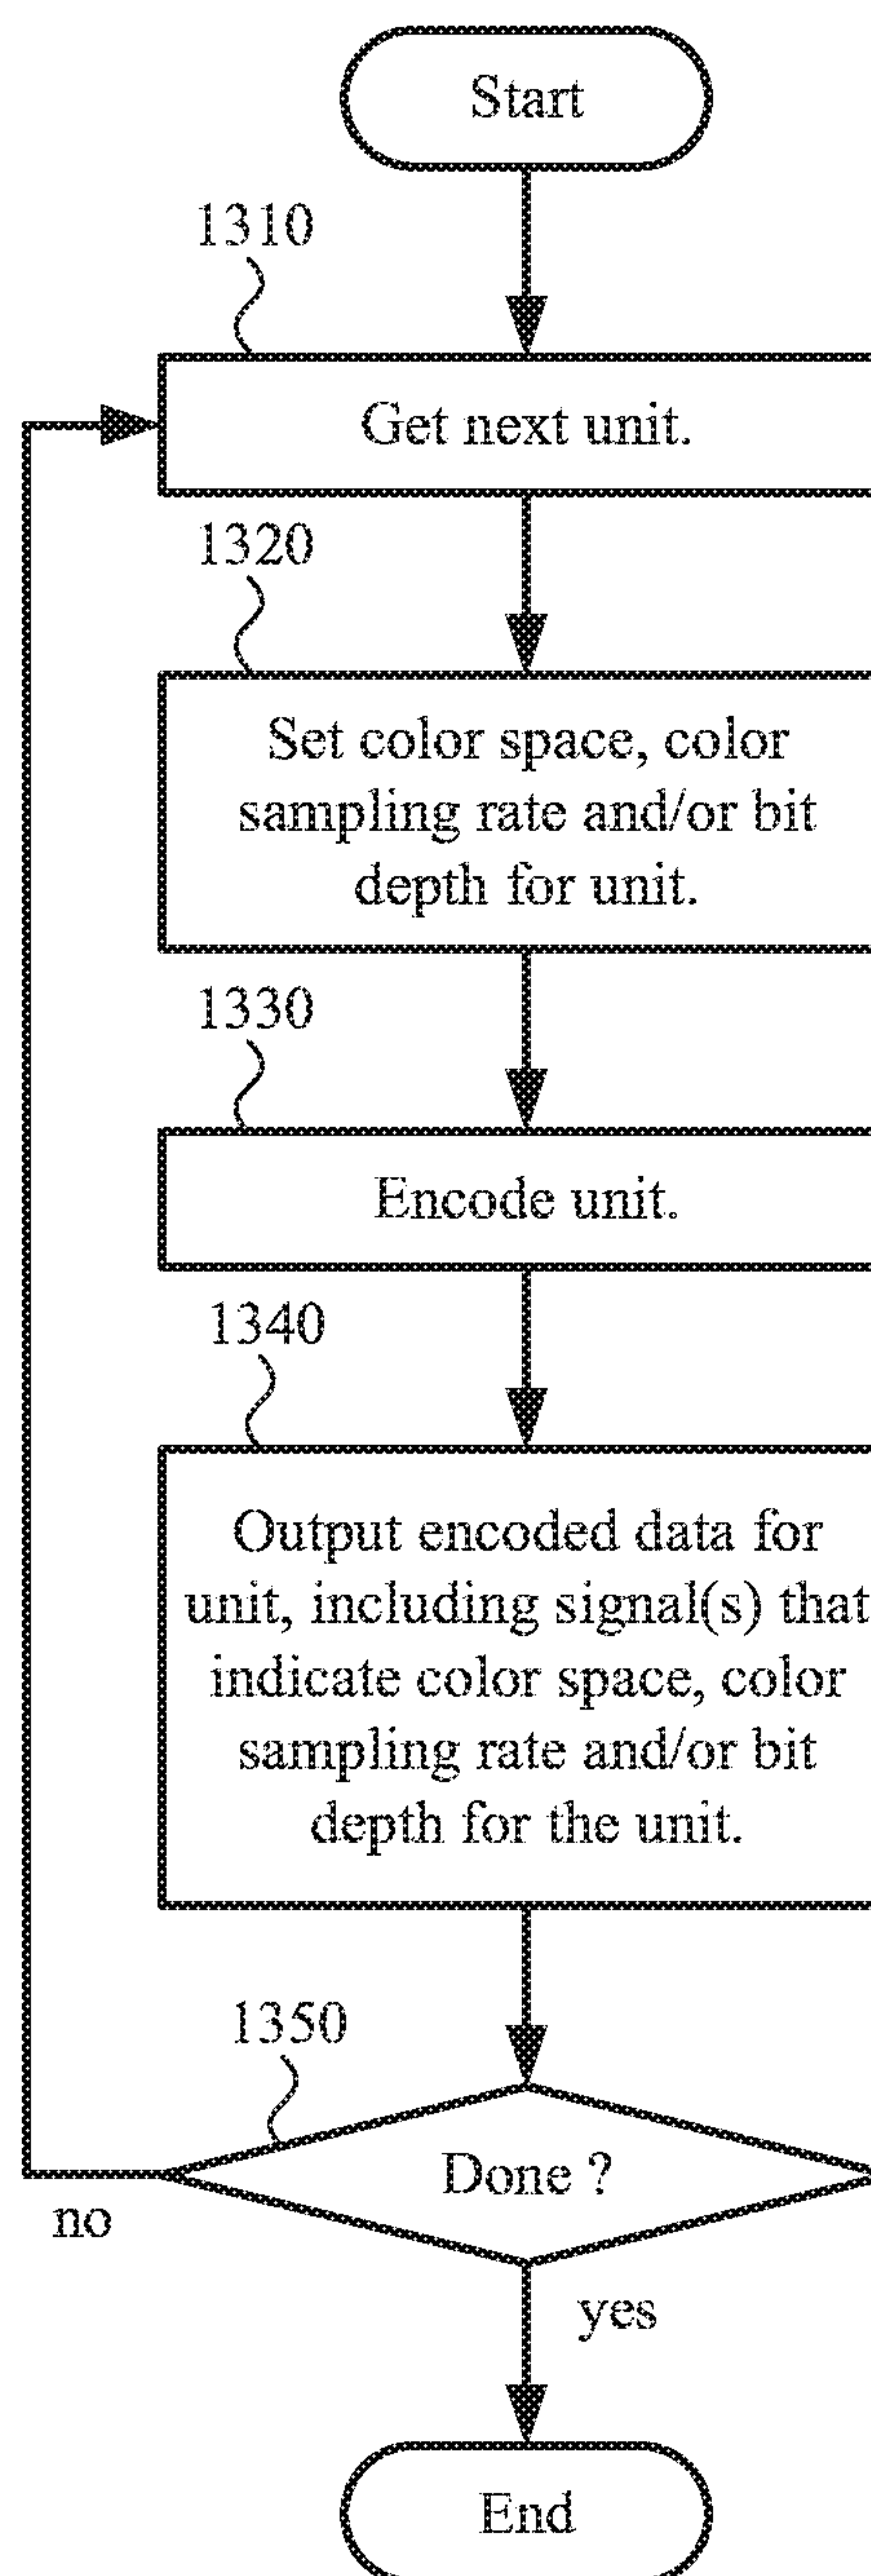 Start
1310
Get next unit.
1320
Set color space, color
sampling rate and/or bit
depth for unit.
1330
Encode unit.
1340
Output encoded data for
unit, including signal(s) that
indicate color space, color
sampling rate and/or bit
depth for the unit.
1350
Done ?
no
yes
End